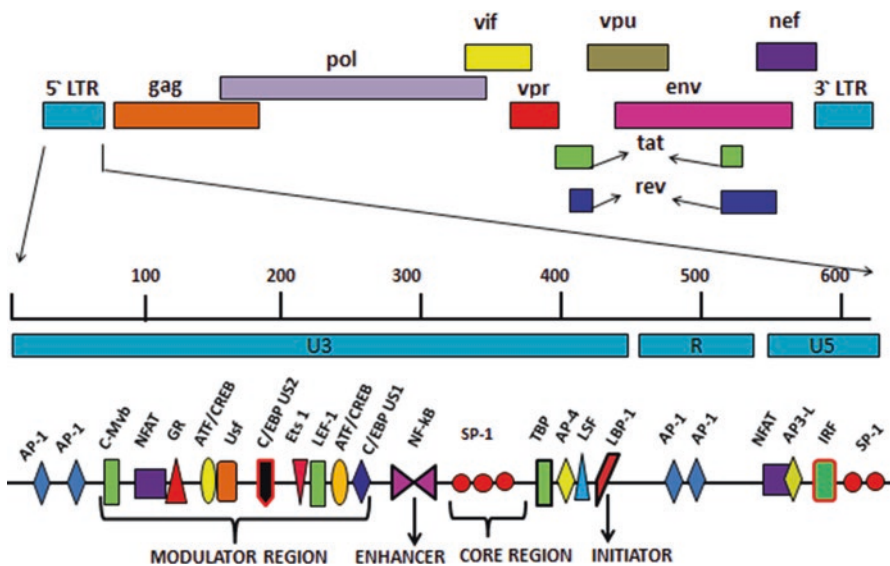 vif vpu nef
pol
5` LTR gag vpr env 3` LTR
tat
rev
100 200 300 400 500 600
U3 R U5
AP-1 AP-1 C-Mvb NFAT GR ATF/CREB Usf C/EBP US2 Ets 1 LEF-1 ATF/CREB C/EBP US1 NF-kB SP-1 TBP AP-4 LSF LBP-1 AP-1 AP-1 NFAT AP3-L IRF SP-1
MODULATOR REGION ENHANCER CORE REGION INITIATOR